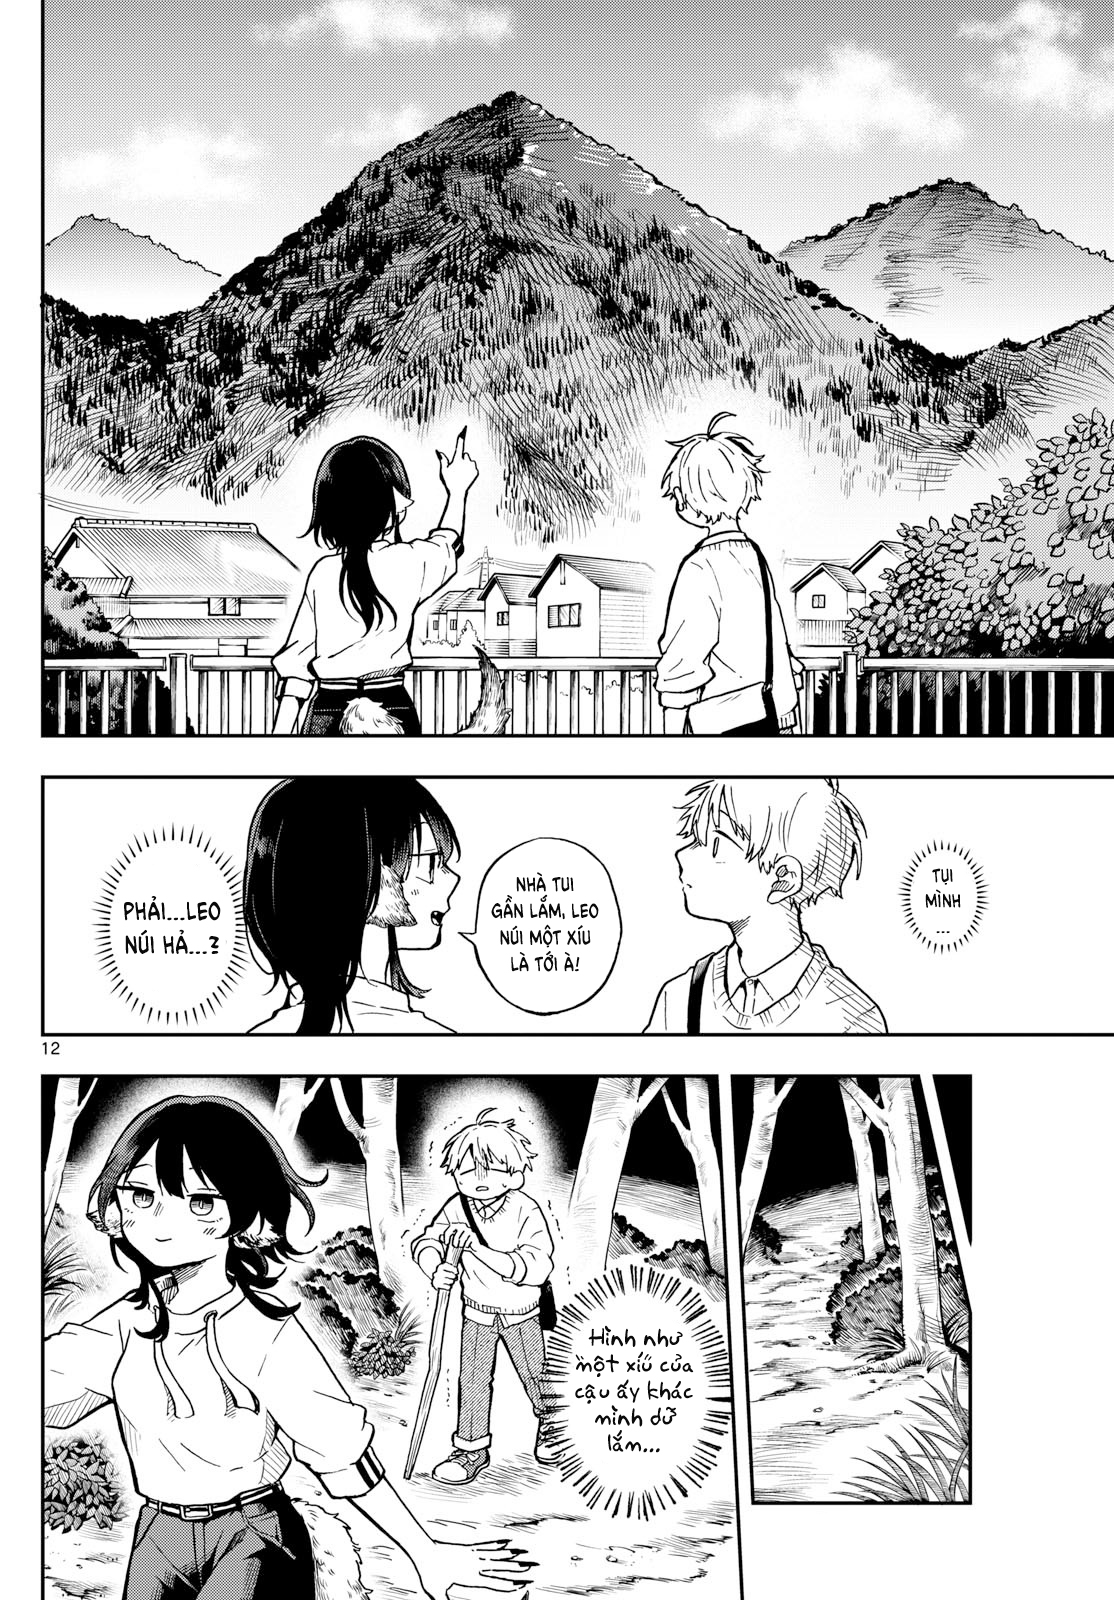 TỤI
MÌNH
...
NHÀ TUI
GẦN LẮM, LEO
NÚI MỘT XÍU
LÀ TỚI À!
PHẢI...LEO
NÚI HẢ...?
12
Hình như
một xíu của
cậu ấy khác
mình dữ
lắm...